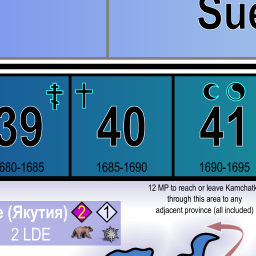 Sue
39 40 41
680-1685 1685-1690 1690-1695
12 MP to reach or leave Kamchatk
through this area to any
adjacent province (all included)
e (Якутия) 2 1
2 LDE